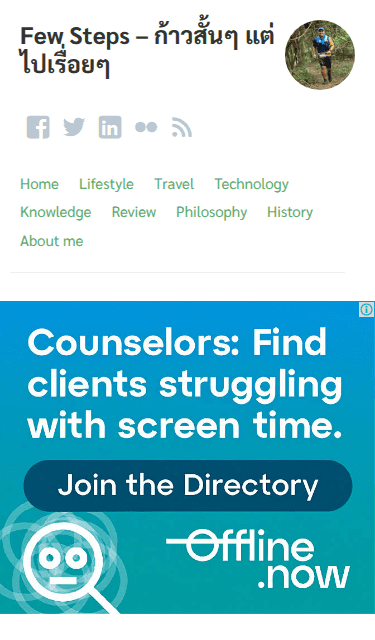 Few Steps – ก้าวสั้นๆ แต่
ไปเรื่อยๆ
Home Lifestyle Travel Technology
Knowledge Review Philosophy History
About me
Counselors: Find
clients struggling
with screen time.
Join the Directory
Offline
.now